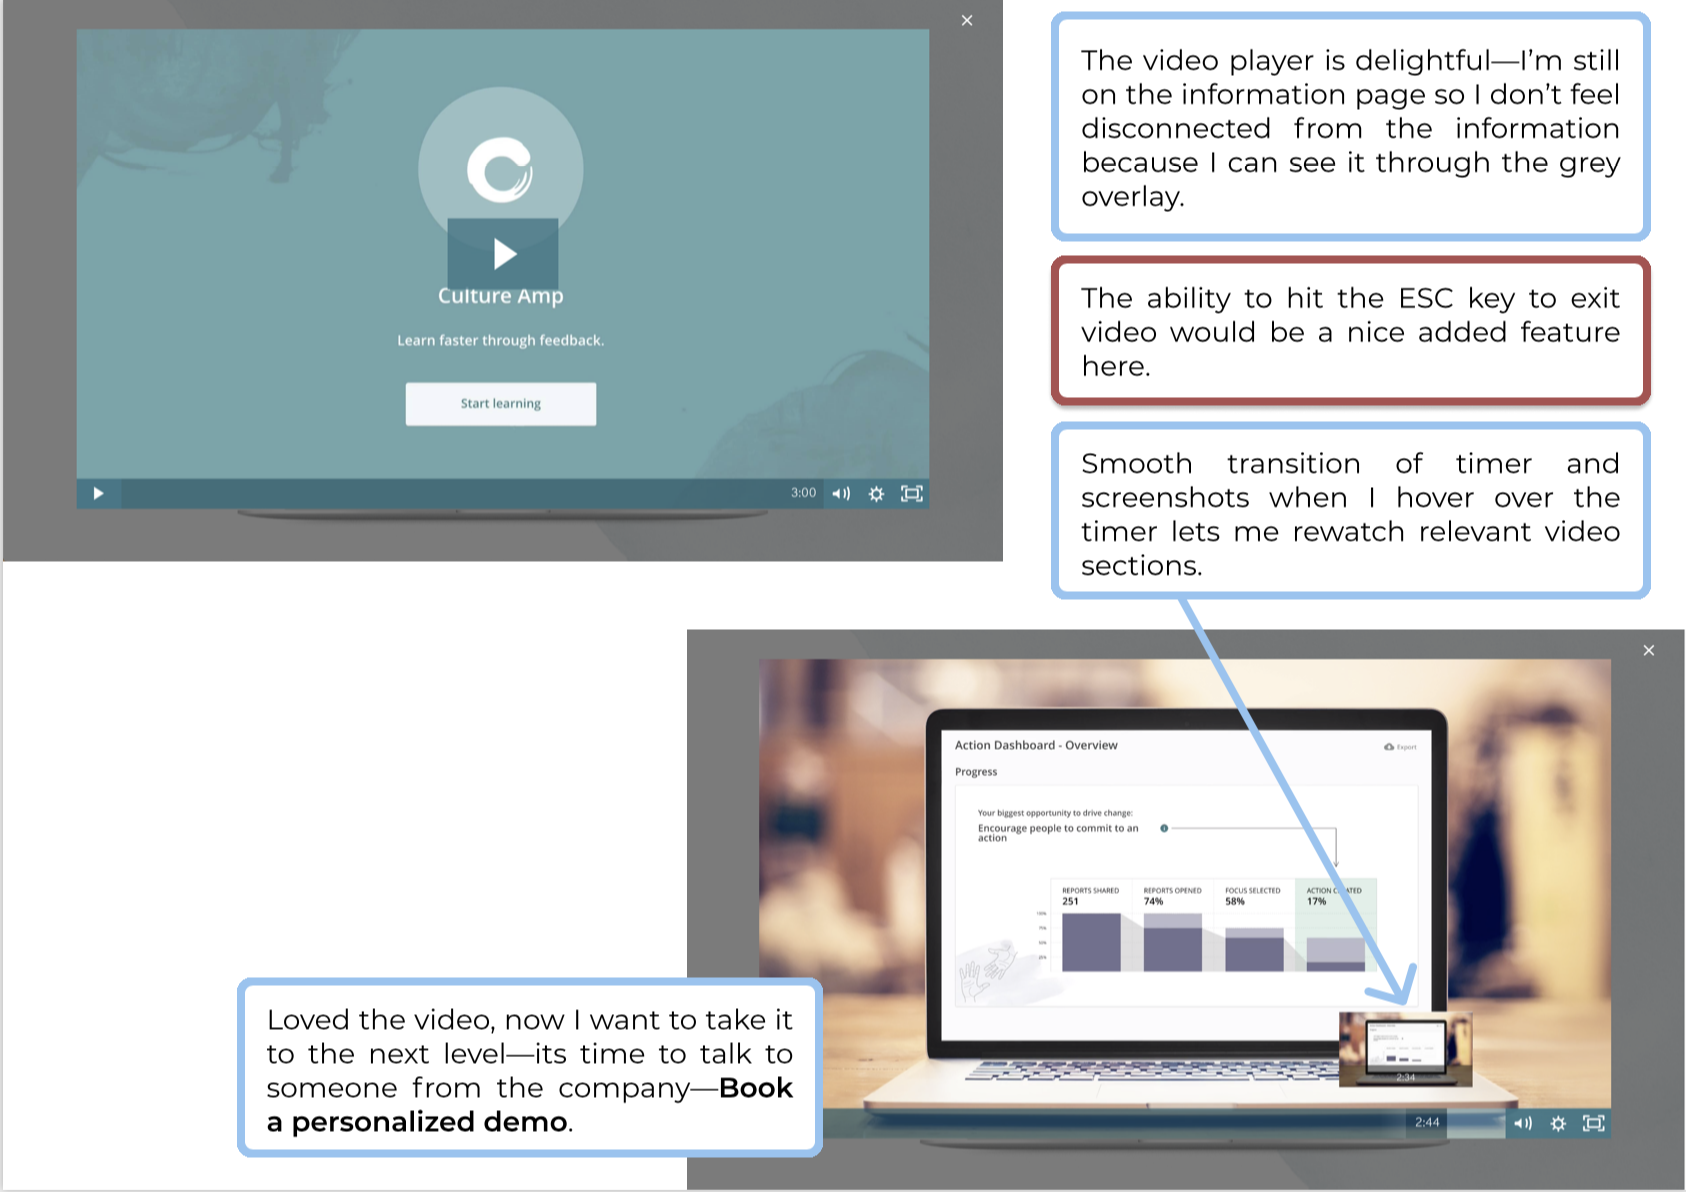 The video player is delightful—I'm still
on the information page so I don't feel
disconnected from the information
because I can see it through the grey
overlay.
Culture Amp
Learn faster through feedback.
Start learning
3:00
The ability to hit the ESC key to exit
video would be a nice added feature
here.
Smooth transition of timer and
screenshots when I hover over the
timer lets me rewatch relevant video
sections.
Action Dashboard - Overview
Export
Progress
Your biggest opportunity to drive change:
Encourage people to commit to an
action
REPORTS SHARED
251
REPORTS OPENED
74%
FOCUS SELECTED
58%
ACTION
17%
100%
75%
50%
25%
2:34
2:44
Loved the video, now I want to take it
to the next level—its time to talk to
someone from the company—Book
a personalized demo.